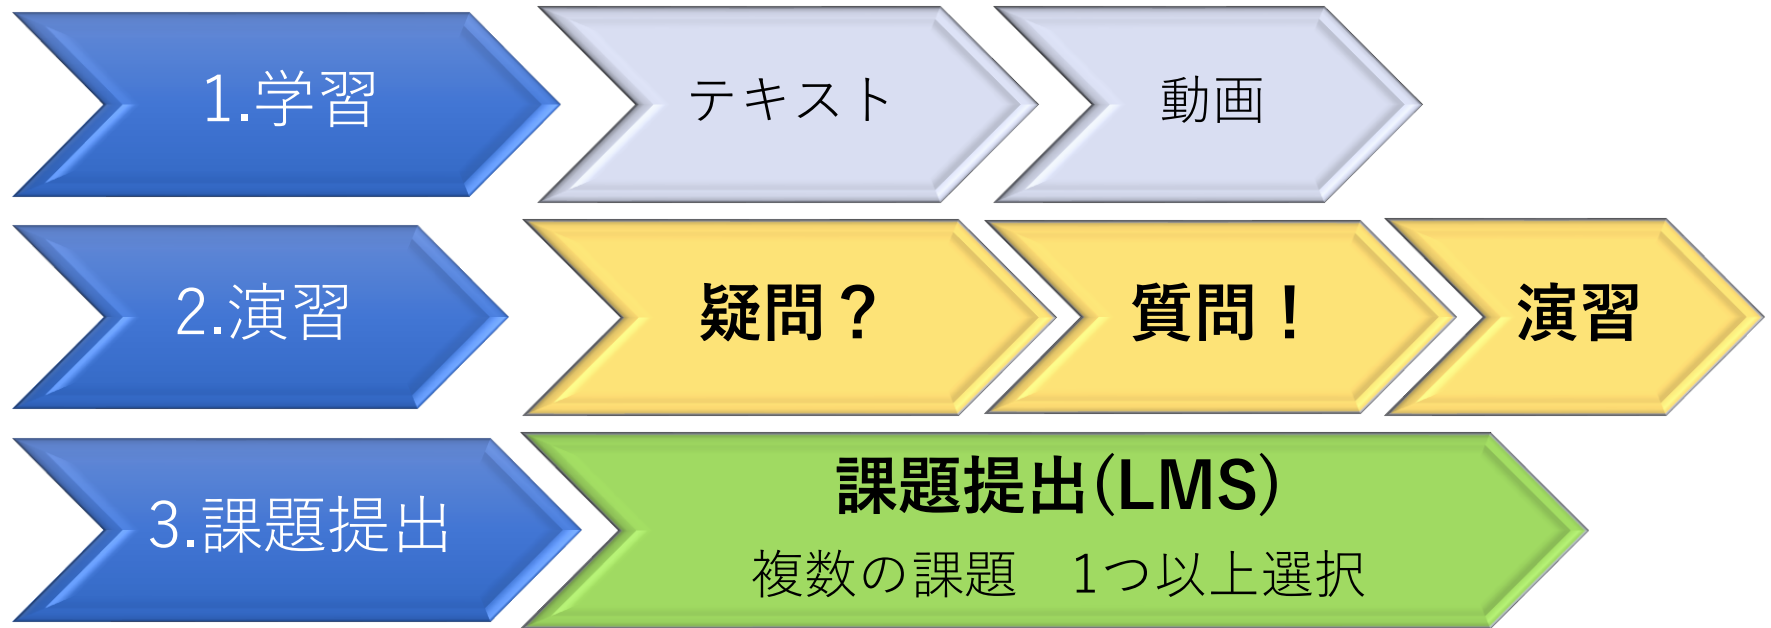 1.学習
テキスト
動画
2.演習
疑問？
質問！
演習
3.課題提出
課題提出(LMS)
複数の課題　1つ以上選択